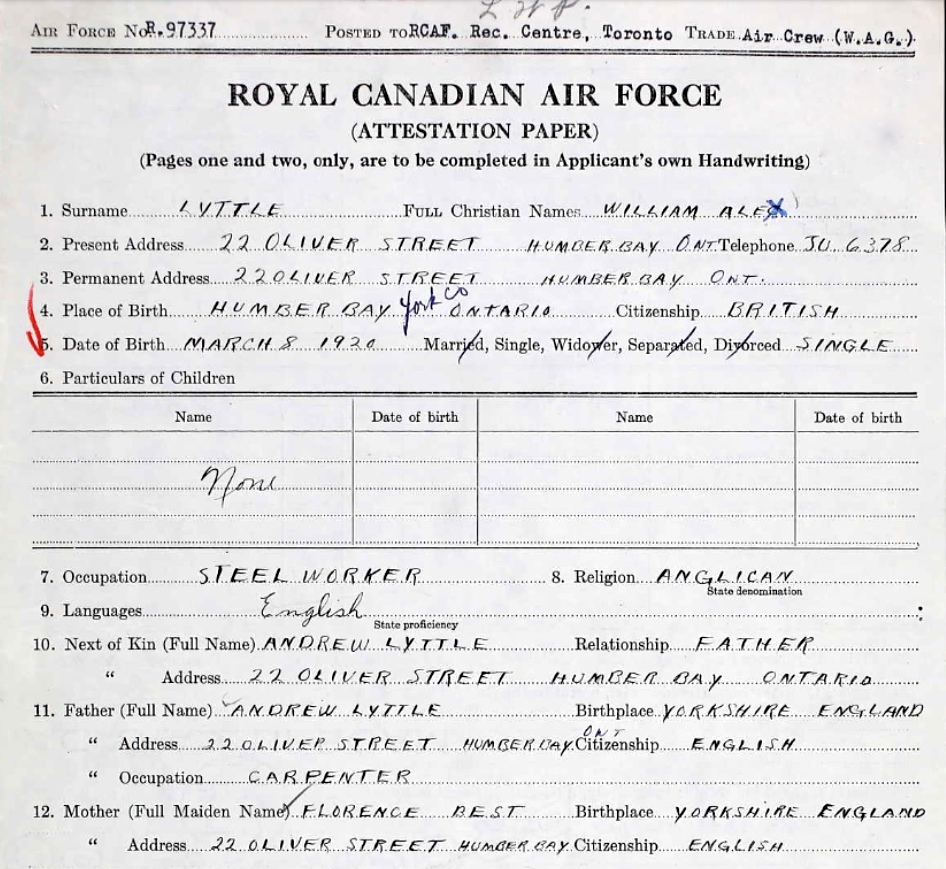 AIR FORCE No. R.97337 POSTED TO RCAF. Rec. Centre, Toronto TRADE Air Crew (W.A.G.)
ROYAL CANADIAN AIR FORCE
(ATTESTATION PAPER)
(Pages one and two, only, are to be completed in Applicant's own Handwriting)
1. Surname LYTTLE FULL Christian Names WILLIAM ALEX
2. Present Address 22 OLIVER STREET HUMBER BAY ONT. Telephone JU 6378
3. Permanent Address 22 OLIVER STREET HUMBER BAY ONT.
4. Place of Birth HUMBER BAY York Co ONTARIO Citizenship BRITISH
5. Date of Birth MARCH 8 1920 Married, Single, Widower, Separated, Divorced SINGLE
6. Particulars of Children
Name Date of birth Name Date of birth
None
7. Occupation STEEL WORKER 8. Religion ANGLICAN
State denomination
9. Languages English
State proficiency
10. Next of Kin (Full Name) ANDREW LYTTLE Relationship FATHER
" Address 22 OLIVER STREET HUMBER BAY ONTARIO
11. Father (Full Name) ANDREW LYTTLE Birthplace YORKSHIRE ENGLAND
" Address 22 OLIVER STREET HUMBER BAY ONT Citizenship ENGLISH
" Occupation CARPENTER
12. Mother (Full Maiden Name) FLORENCE BEST Birthplace YORKSHIRE ENGLAND
" Address 22 OLIVER STREET HUMBER BAY Citizenship ENGLISH